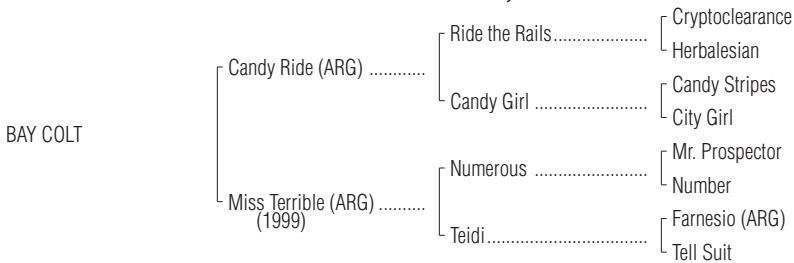 Cryptoclearance
Ride the Rails....................
Herbalesian
Candy Ride (ARG) ............
Candy Stripes
Candy Girl ........................
City Girl
BAY COLT
Mr. Prospector
Numerous ........................
Number
Miss Terrible (ARG) ..........
(1999)
Farnesio (ARG)
Teidi..................................
Tell Suit